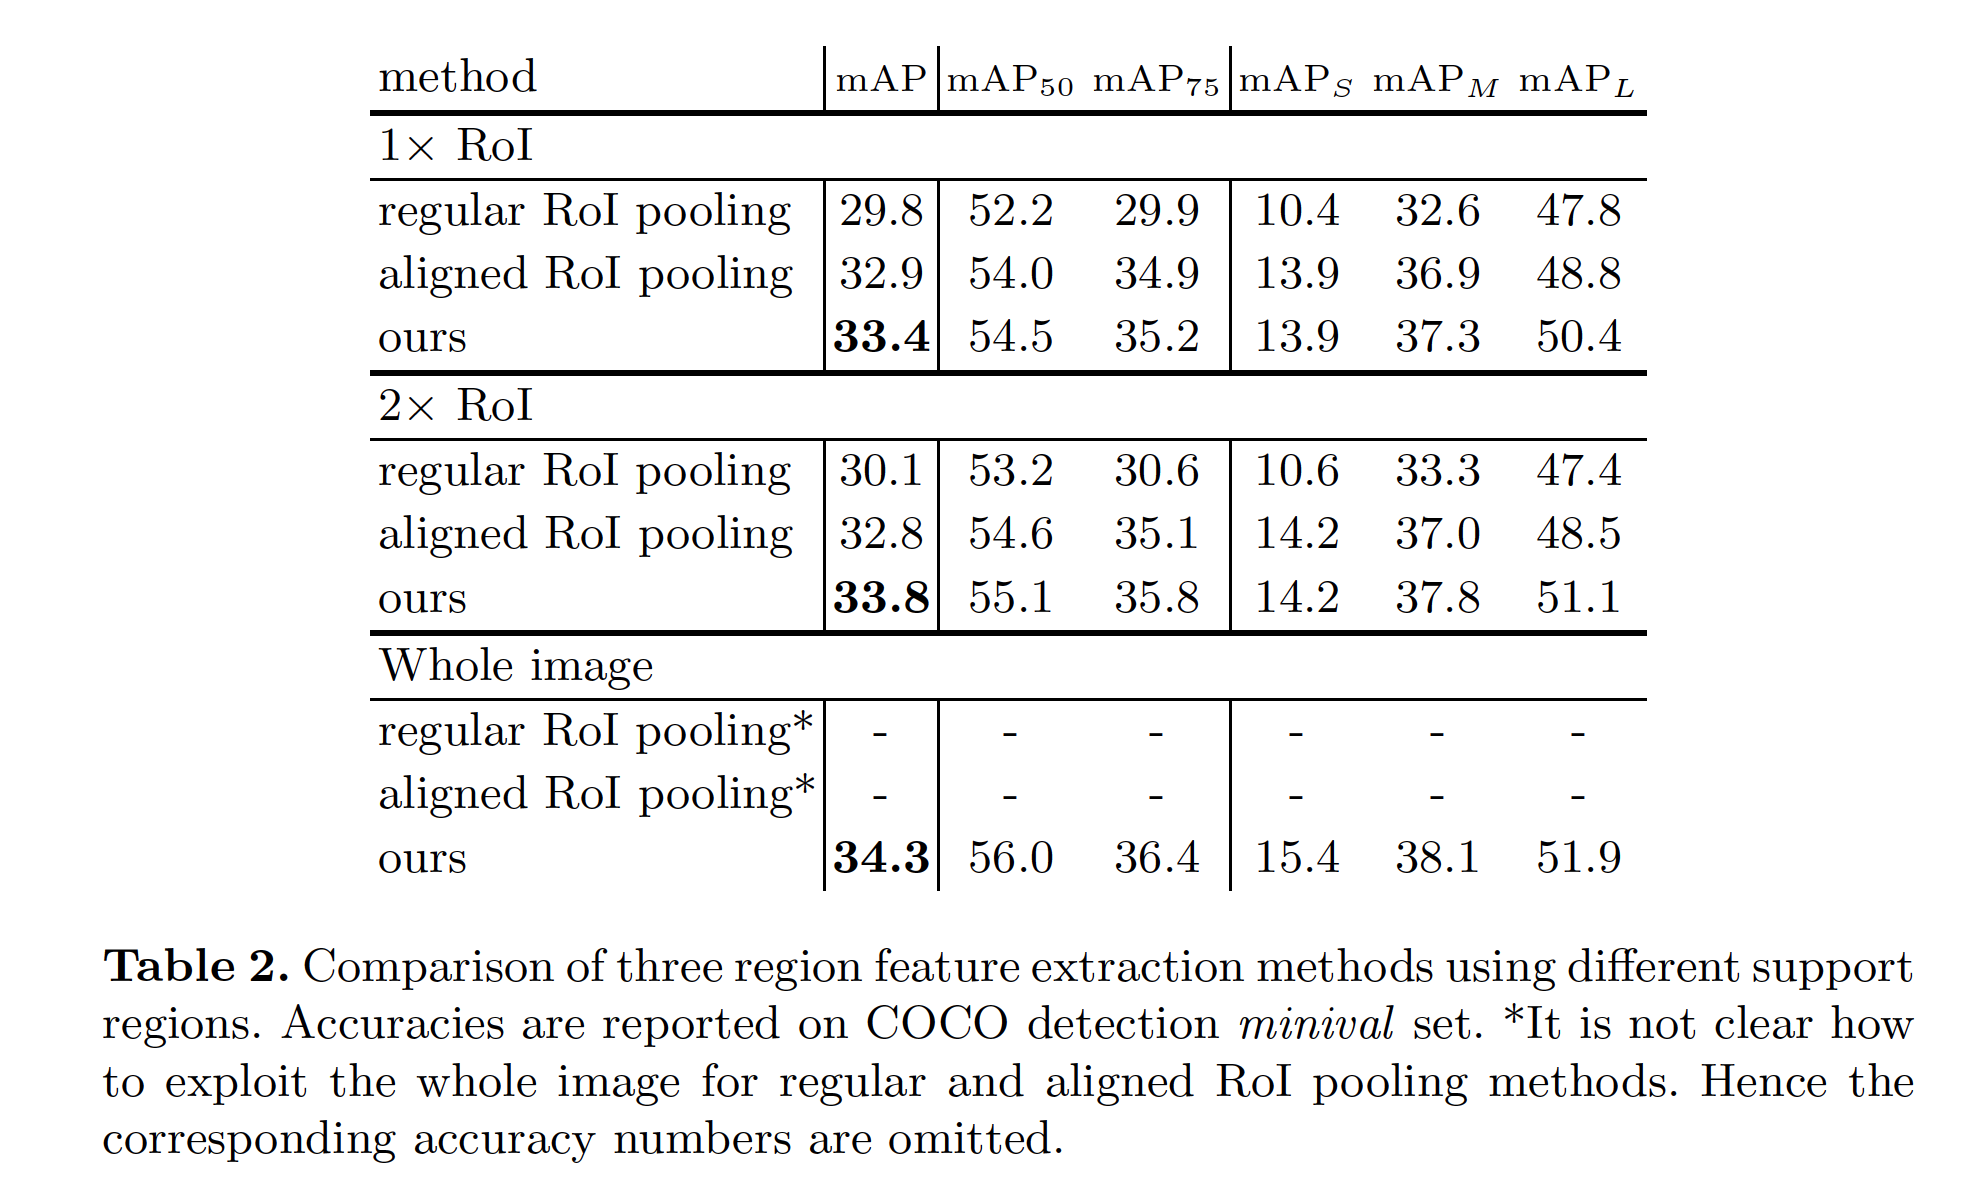 method mAP mAP50 mAP75 mAPS mAPM mAPL
1× RoI
regular RoI pooling 29.8 52.2 29.9 10.4 32.6 47.8
aligned RoI pooling 32.9 54.0 34.9 13.9 36.9 48.8
ours 33.4 54.5 35.2 13.9 37.3 50.4
2× RoI
regular RoI pooling 30.1 53.2 30.6 10.6 33.3 47.4
aligned RoI pooling 32.8 54.6 35.1 14.2 37.0 48.5
ours 33.8 55.1 35.8 14.2 37.8 51.1
Whole image
regular RoI pooling* - - - - - -
aligned RoI pooling* - - - - - -
ours 34.3 56.0 36.4 15.4 38.1 51.9
Table 2. Comparison of three region feature extraction methods using different support
regions. Accuracies are reported on COCO detection minival set. *It is not clear how
to exploit the whole image for regular and aligned RoI pooling methods. Hence the
corresponding accuracy numbers are omitted.